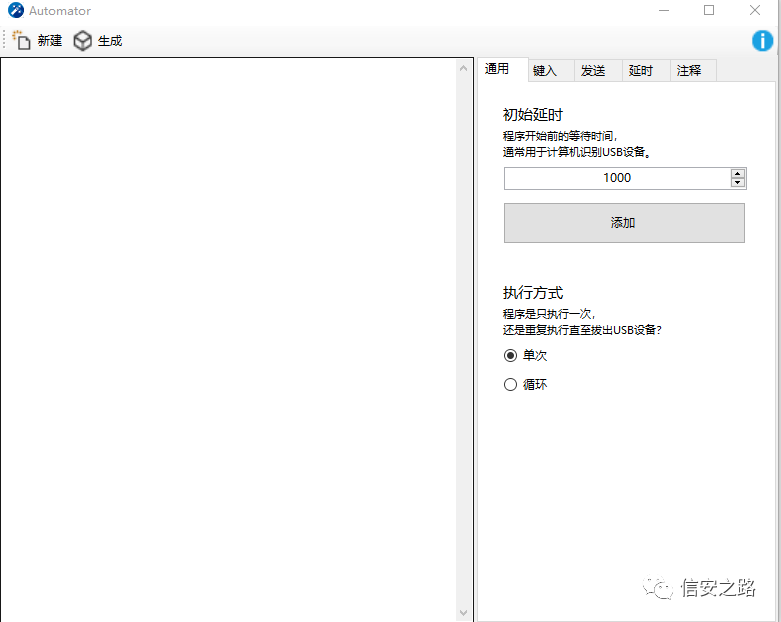 Automator
新建 生成
通用 键入 发送 延时 注释
初始延时
程序开始前的等待时间,
通常用于计算机识别USB设备。
1000
添加
执行方式
程序是只执行一次,
还是重复执行直至拔出USB设备?
单次
循环
信安之路